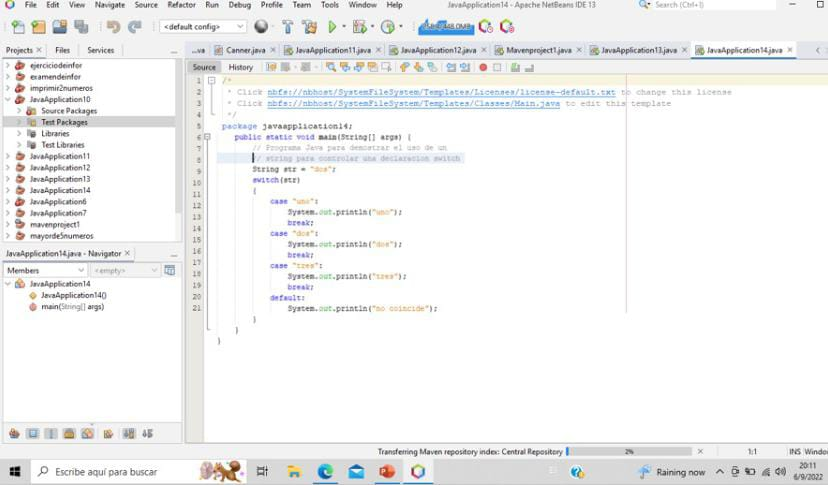 File Edit View Navigate Source Refactor Run Debug Profile Team Tools Window Help
JavaApplication14 - Apache NetBeans IDE 13
Search (Ctrl+I)
<default config>
Projects Files Services
...va Canner.java JavaApplication11.java JavaApplication12.java Mavenproject1.java JavaApplication13.java JavaApplication14.java
Source History
ejerciciodeinfor
examendeinfor
imprimir2numeros
JavaApplication10
Source Packages
Test Packages
Libraries
Test Libraries
JavaApplication11
JavaApplication12
JavaApplication13
JavaApplication14
JavaApplication6
JavaApplication7
mavenproject1
mayorde5numeros
JavaApplication14.java - Navigator
Members <empty>
JavaApplication14
JavaApplication14()
main(String[] args)
1 /*
2 * Click nbfs://nbhost/SystemFileSystem/Templates/Licenses/license-default.txt to change this license
3 * Click nbfs://nbhost/SystemFileSystem/Templates/Classes/Main.java to edit this template
4 */
5 package javaapplication14;
6 public static void main(String[] args) {
7 // Programa Java para demostrar el uso de un
8 // string para controlar una declaracion switch
9 String str = "dos";
10 switch(str)
11 {
12 case "uno":
13 System.out.println("uno");
14 break;
15 case "dos":
16 System.out.println("dos");
17 break;
18 case "tres":
19 System.out.println("tres");
20 break;
21 default:
System.out.println("no coincide");
}
}
}
Transferring Maven repository index: Central Repository 2% 1:1 INS Windo
Escribe aquí para buscar
Raining now
20:11
6/9/2022